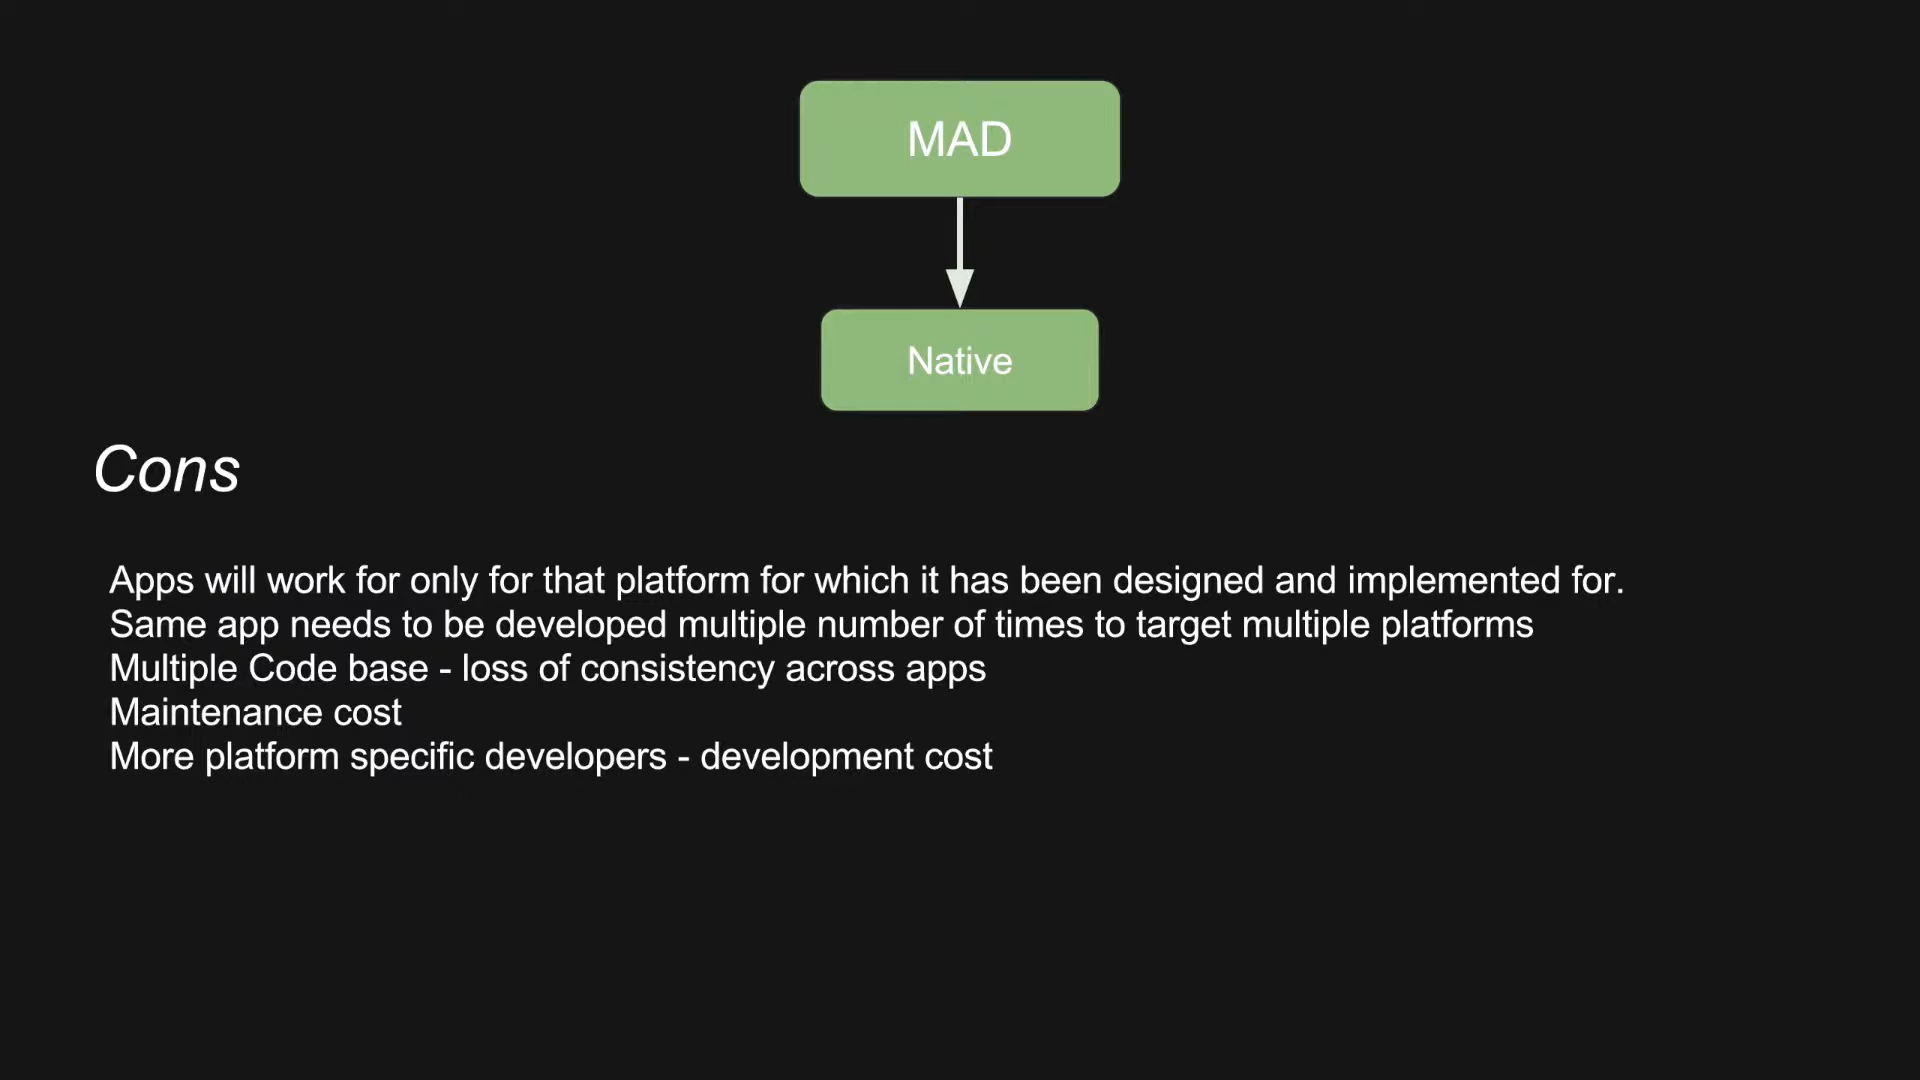 MAD
Native
Cons
Apps will work for only for that platform for which it has been designed and implemented for.
Same app needs to be developed multiple number of times to target multiple platforms
Multiple Code base - loss of consistency across apps
Maintenance cost
More platform specific developers - development cost